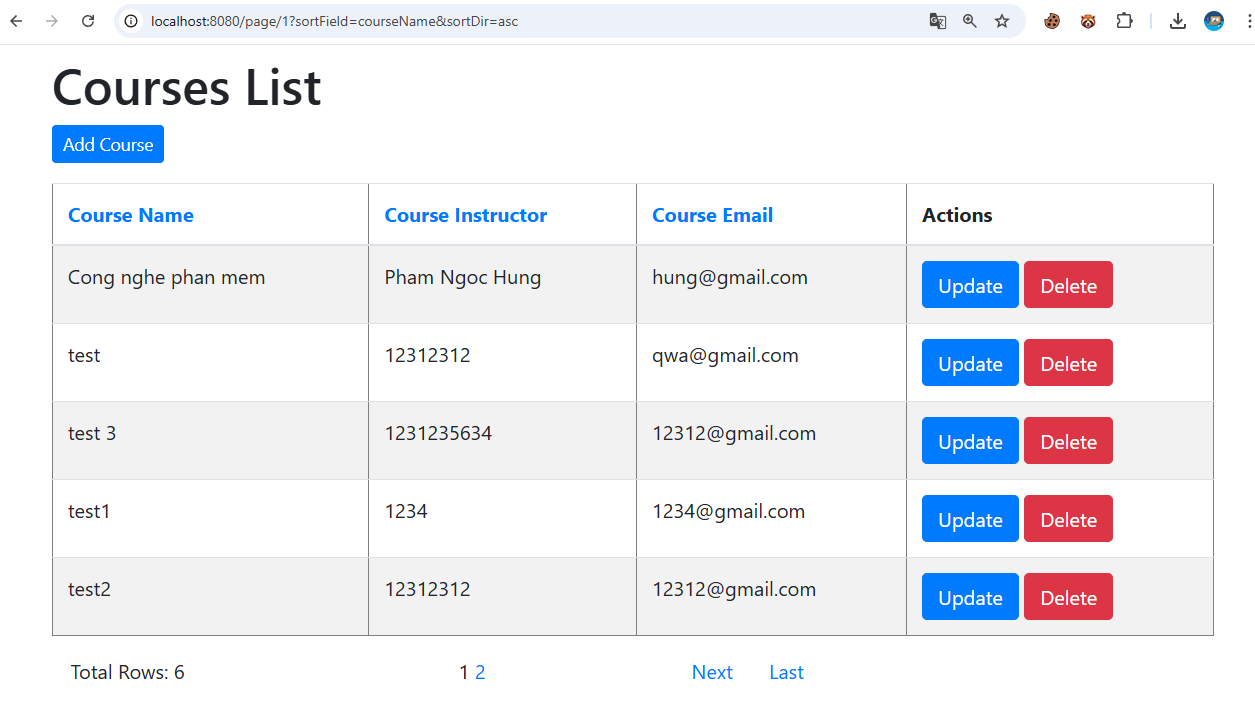 localhost:8080/page/1?sortField=courseName&sortDir=asc
Courses List
Add Course
Course Name Course Instructor Course Email Actions
Cong nghe phan mem Pham Ngoc Hung hung@gmail.com Update Delete
test 12312312 qwa@gmail.com Update Delete
test 3 1231235634 12312@gmail.com Update Delete
test1 1234 1234@gmail.com Update Delete
test2 12312312 12312@gmail.com Update Delete
Total Rows: 6 1 2 Next Last